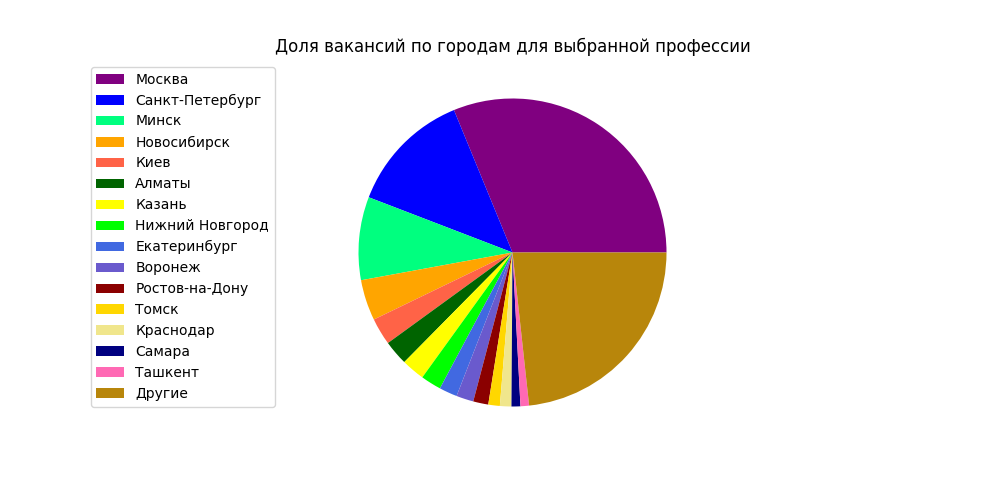 Доля вакансий по городам для выбранной профессии
Москва
Санкт-Петербург
Минск
Новосибирск
Киев
Алматы
Казань
Нижний Новгород
Екатеринбург
Воронеж
Ростов-на-Дону
Томск
Краснодар
Самара
Ташкент
Другие